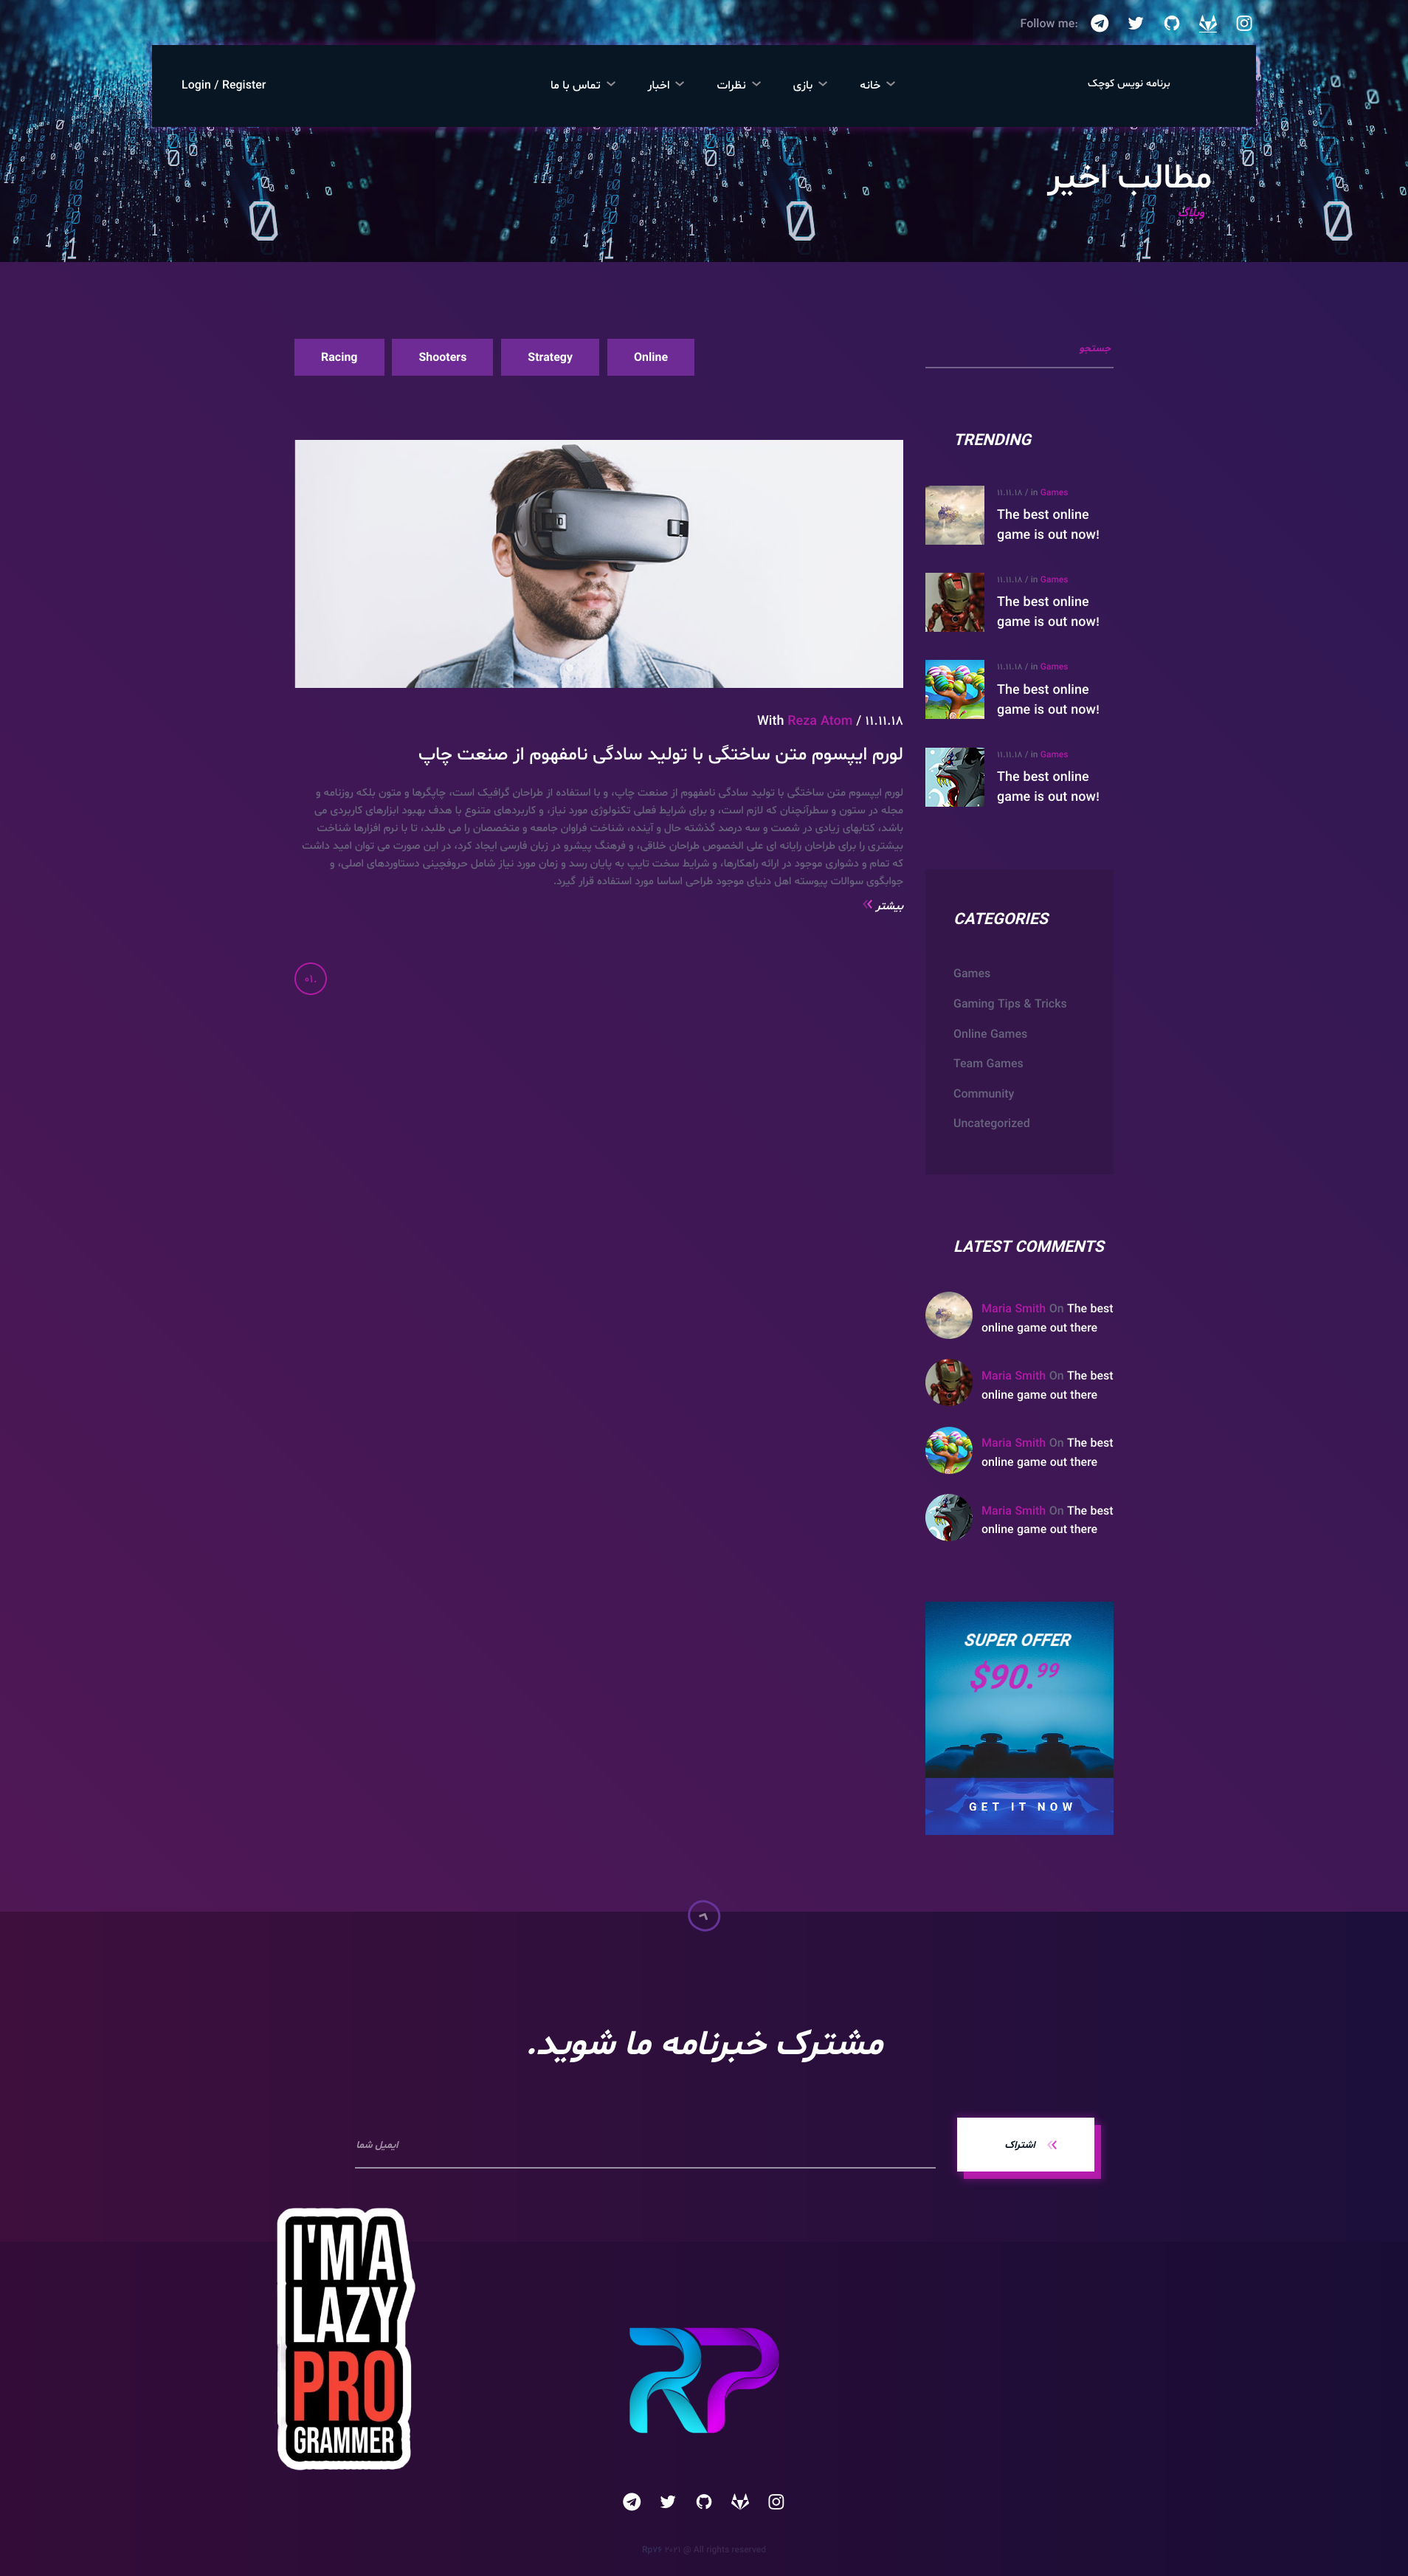 Follow me:
برنامه نویس کوچک
خانه
بازی
نظرات
اخبار
تماس با ما
Login / Register
مطالب اخیر
وبلاگ
Racing
Shooters
Strategy
Online
With Reza Atom / ۱۱.۱۱.۱۸
لورم ایپسوم متن ساختگی با تولید سادگی نامفهوم از صنعت چاپ
لورم ایپسوم متن ساختگی با تولید سادگی نامفهوم از صنعت چاپ، و با استفاده از طراحان گرافیک است، چاپگرها و متون بلکه روزنامه و
مجله در ستون و سطرآنچنان که لازم است، و برای شرایط فعلی تکنولوژی مورد نیاز، و کاربردهای متنوع با هدف بهبود ابزارهای کاربردی می
باشد، کتابهای زیادی در شصت و سه درصد گذشته حال و آینده، شناخت فراوان جامعه و متخصصان را می طلبد، تا با نرم افزارها شناخت
بیشتری را برای طراحان رایانه ای علی الخصوص طراحان خلاقی، و فرهنگ پیشرو در زبان فارسی ایجاد کرد، در این صورت می توان امید داشت
که تمام و دشواری موجود در ارائه راهکارها، و شرایط سخت تایپ به پایان رسد و زمان مورد نیاز شامل حروفچینی دستاوردهای اصلی، و
جوابگوی سوالات پیوسته اهل دنیای موجود طراحی اساسا مورد استفاده قرار گیرد.
بیشتر
۰۱.
جستجو
TRENDING
۱۱.۱۱.۱۸ / in Games
The best online
game is out now!
۱۱.۱۱.۱۸ / in Games
The best online
game is out now!
۱۱.۱۱.۱۸ / in Games
The best online
game is out now!
۱۱.۱۱.۱۸ / in Games
The best online
game is out now!
CATEGORIES
Games
Gaming Tips & Tricks
Online Games
Team Games
Community
Uncategorized
LATEST COMMENTS
Maria Smith On The best
online game out there
Maria Smith On The best
online game out there
Maria Smith On The best
online game out there
Maria Smith On The best
online game out there
SUPER OFFER
$90.99
GET IT NOW
مشترک خبرنامه ما شوید.
ایمیل شما
اشتراک
I'M A
LAZY
PRO
GRAMMER
RP
@ All rights reserved